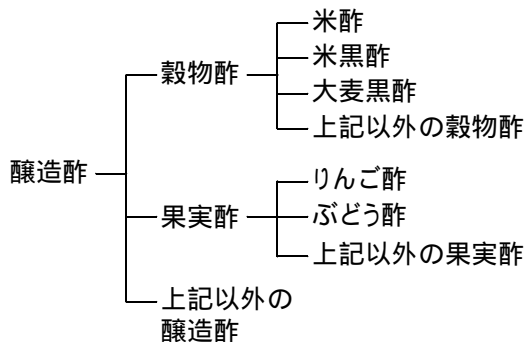 米酢
米黒酢
穀物酢
大麦黒酢
上記以外の穀物酢
醸造酢
りんご酢
果実酢
ぶどう酢
上記以外の果実酢
上記以外の
醸造酢